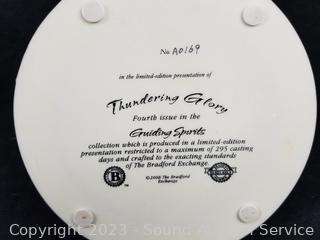 No. A0169
in the limited-edition presentation of
Thundering Glory
Fourth issue in the
Guiding Spirits
collection which is produced in a limited-edition
presentation restricted to a maximum of 295 casting
days and crafted to the exacting standards
of The Bradford Exchange.
B
™
©2008 The Bradford
Exchange
Copyright 2023 - Sound Auction Service